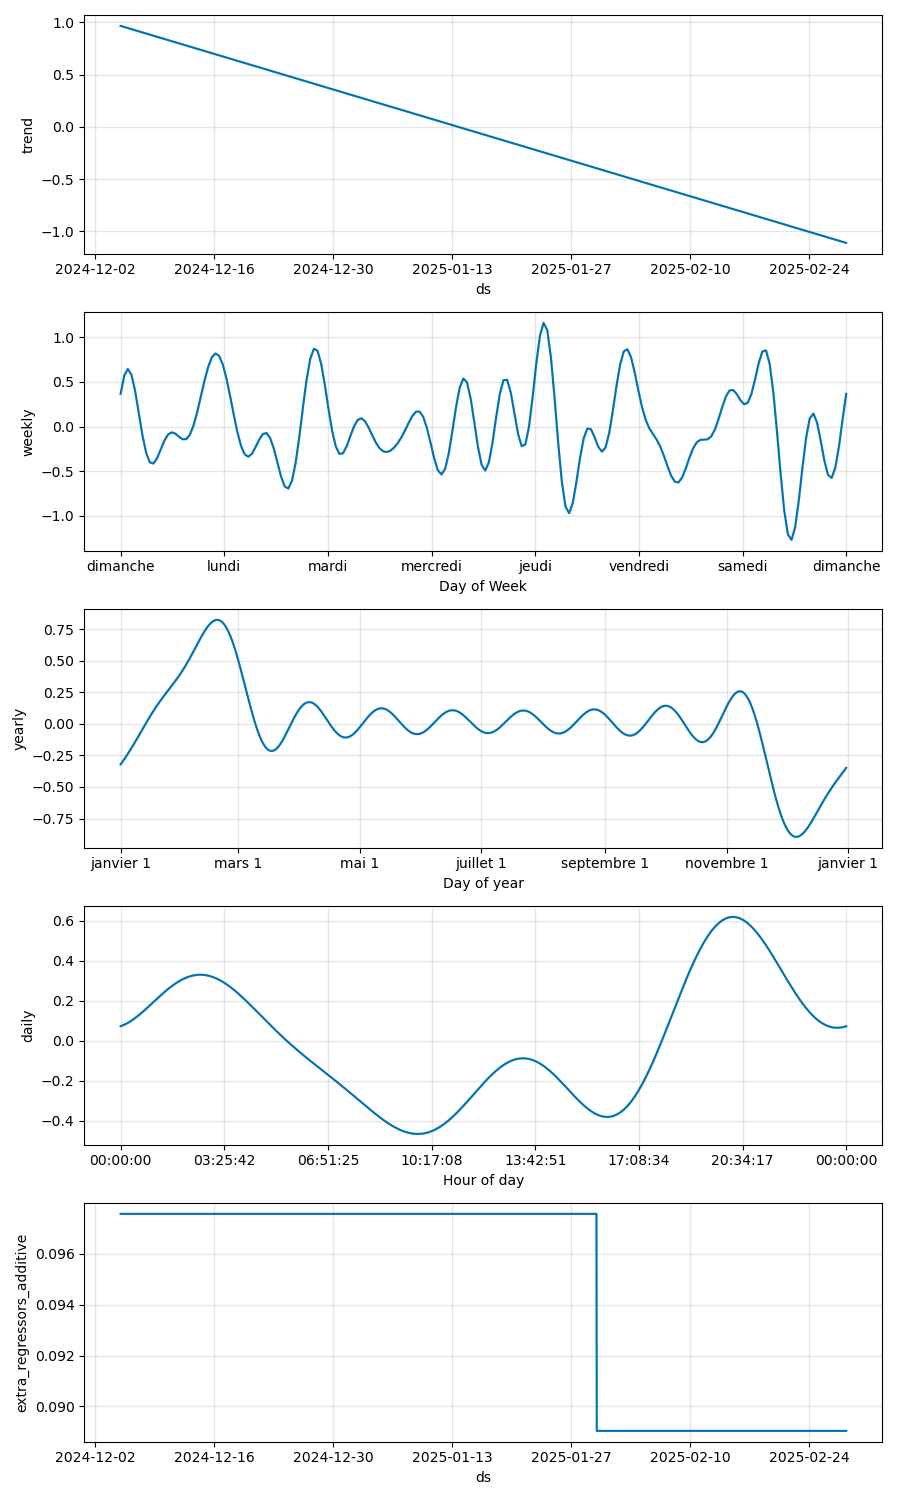 1.0
0.5
0.0
−0.5
−1.0
trend
2024-12-02 2024-12-16 2024-12-30 2025-01-13 2025-01-27 2025-02-10 2025-02-24
ds
1.0
0.5
0.0
−0.5
−1.0
weekly
dimanche lundi mardi mercredi jeudi vendredi samedi dimanche
Day of Week
0.75
0.50
0.25
0.00
−0.25
−0.50
−0.75
yearly
janvier 1 mars 1 mai 1 juillet 1 septembre 1 novembre 1 janvier 1
Day of year
0.6
0.4
0.2
0.0
−0.2
−0.4
daily
00:00:00 03:25:42 06:51:25 10:17:08 13:42:51 17:08:34 20:34:17 00:00:00
Hour of day
0.096
0.094
0.092
0.090
extra_regressors_additive
2024-12-02 2024-12-16 2024-12-30 2025-01-13 2025-01-27 2025-02-10 2025-02-24
ds